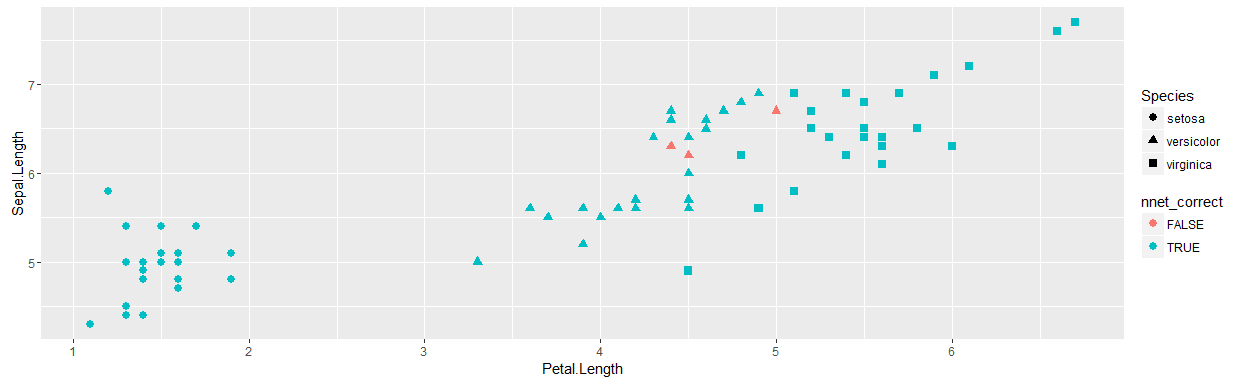 Sepal.Length
7
6
5
1
2
3
4
5
6
Petal.Length
Species
setosa
versicolor
virginica
nnet_correct
FALSE
TRUE